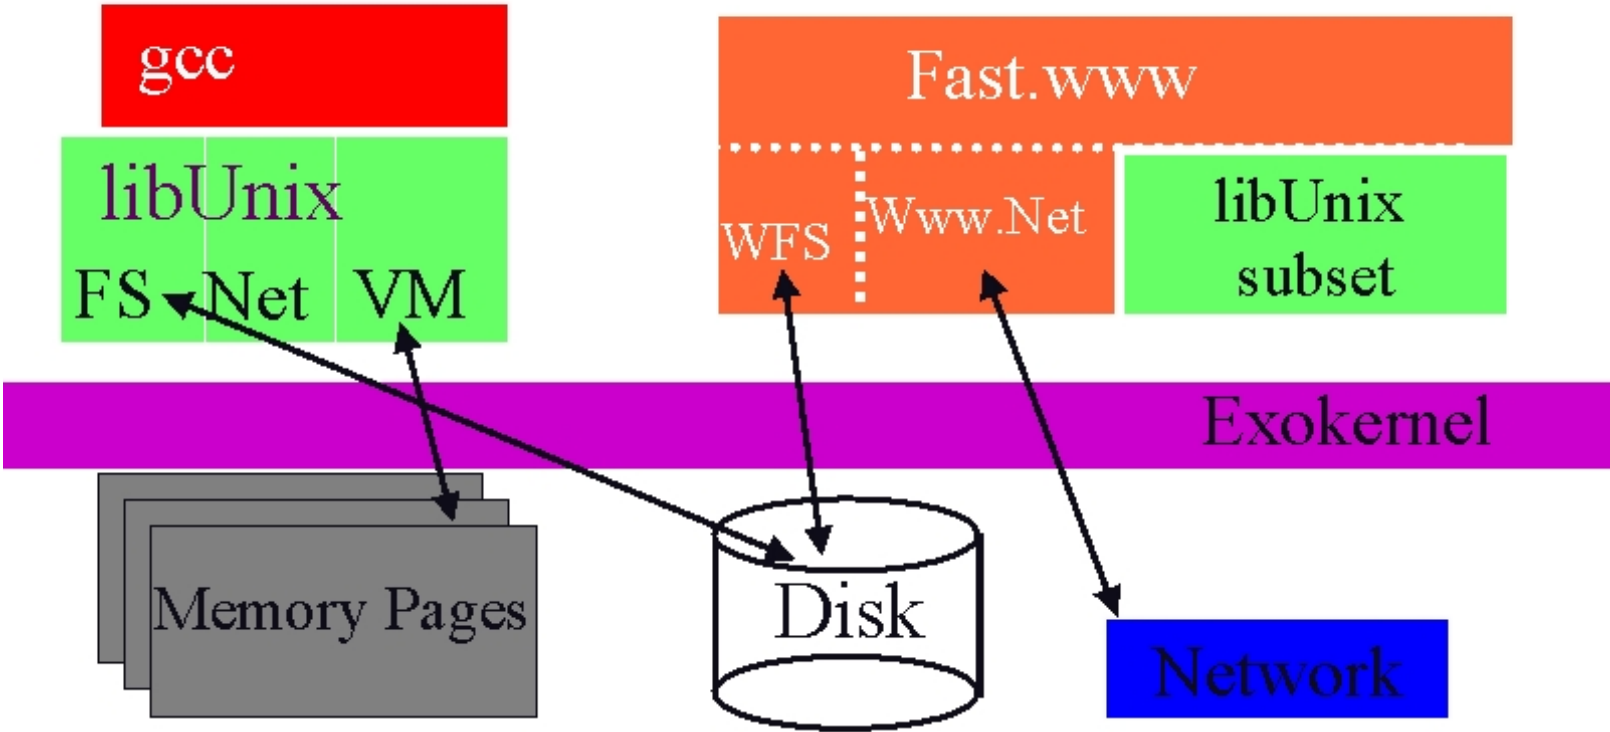 gcc
Fast.www
libUnix
FS Net VM
WFS
Www.Net
libUnix
subset
Exokernel
Memory Pages
Disk
Network